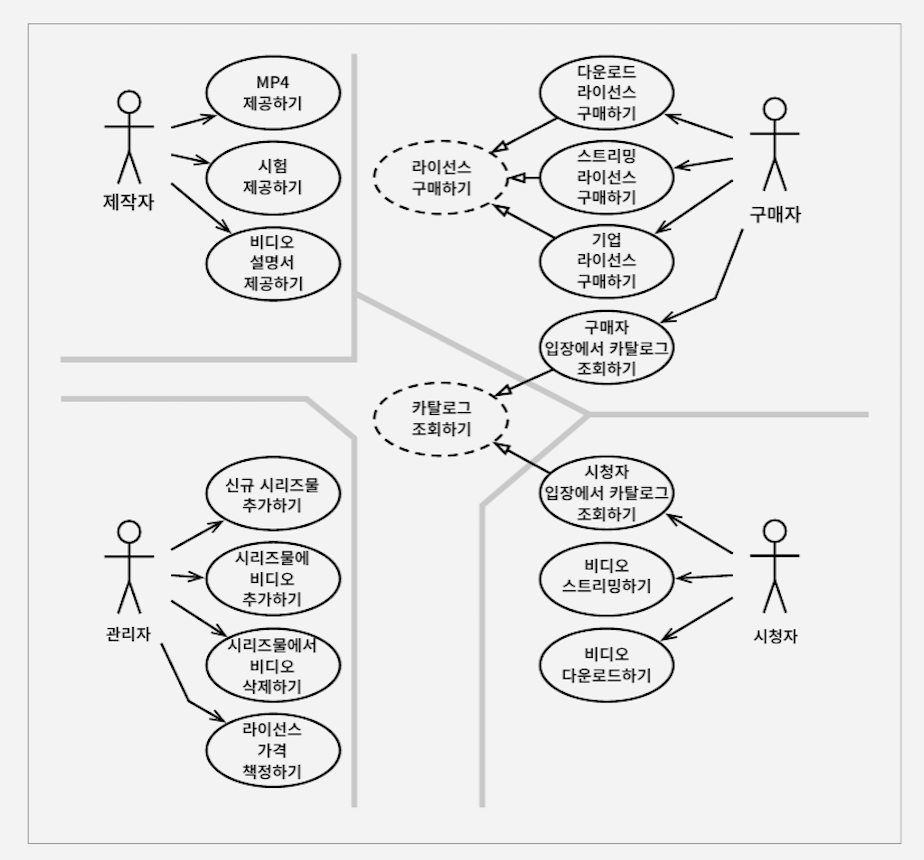 MP4
제공하기
시험
제공하기
비디오
설명서
제공하기
제작자
다운로드
라이선스
구매하기
스트리밍
라이선스
구매하기
기업
라이선스
구매하기
구매자
입장에서 카탈로그
조회하기
구매자
라이선스
구매하기
카탈로그
조회하기
신규 시리즈물
추가하기
시리즈물에
비디오
추가하기
시리즈물에서
비디오
삭제하기
라이선스
가격
책정하기
관리자
시청자
입장에서 카탈로그
조회하기
비디오
스트리밍하기
비디오
다운로드하기
시청자